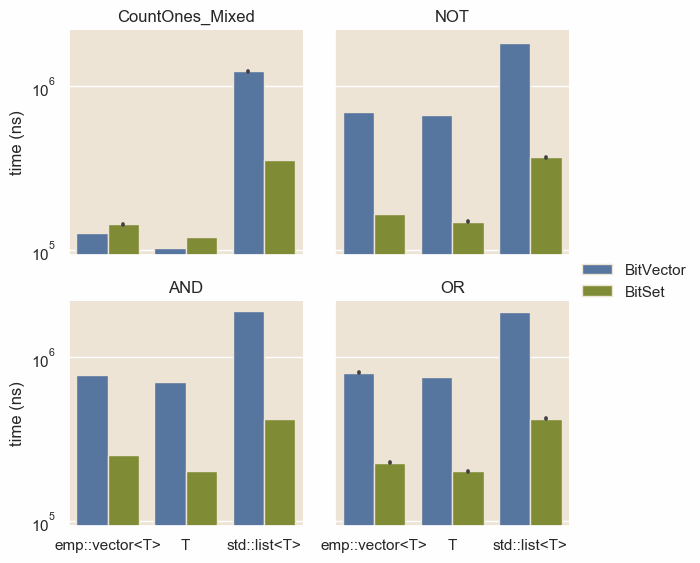 CountOnes_Mixed
NOT
time (ns)
10^6
10^5
AND
OR
time (ns)
10^6
10^5
emp::vector<T>
T
std::list<T>
emp::vector<T>
T
std::list<T>
BitVector
BitSet